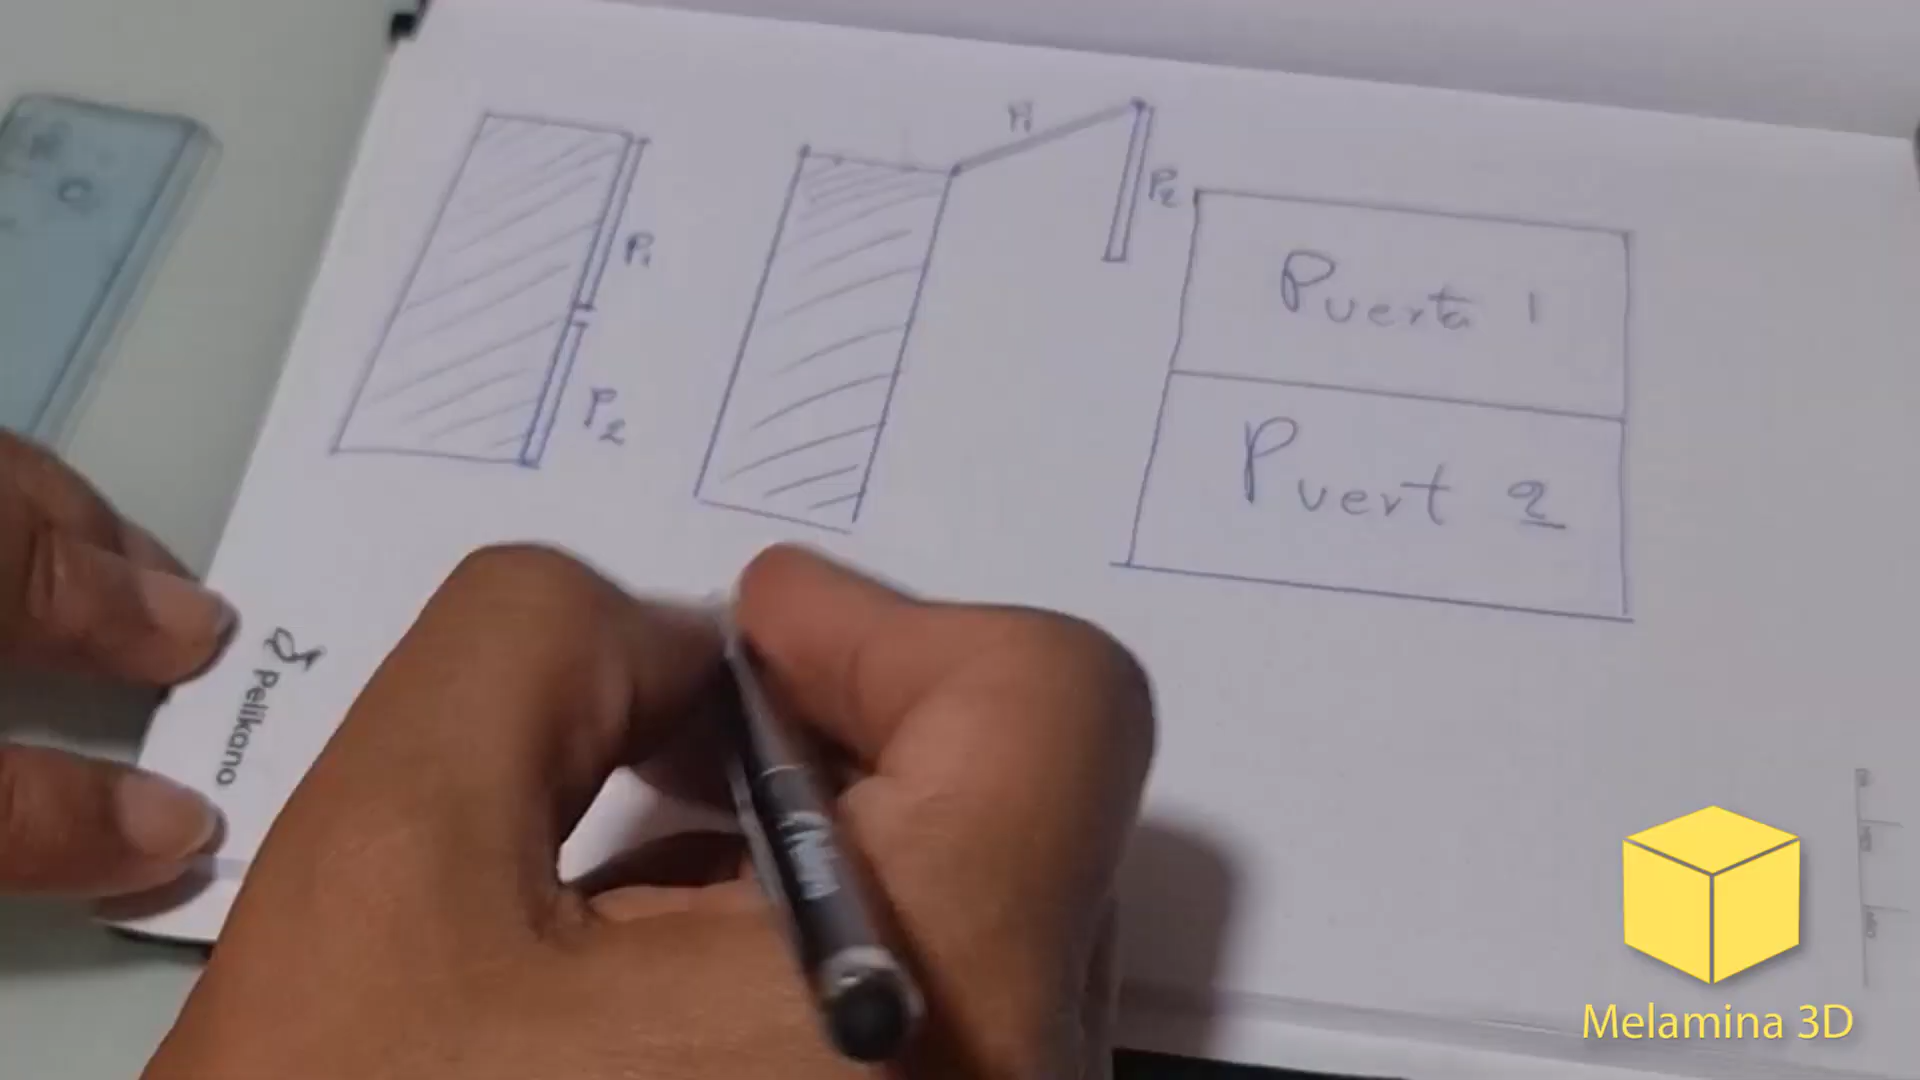 P1
P2
P1
P2
Puerta 1
Puert 2
Pelikano
Melamina 3D